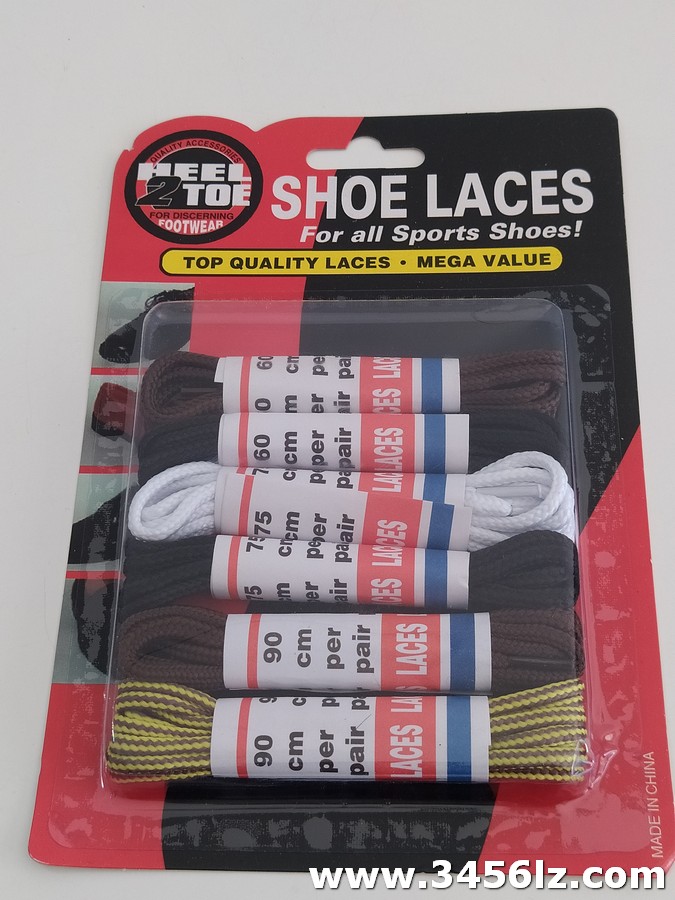 QUALITY ACCESSORIES
HEEL
2 TOE
FOR DISCERNING
FOOTWEAR
SHOE LACES
For all Sports Shoes!
TOP QUALITY LACES • MEGA VALUE
60 cm per pair LACES
60 cm per pair LACES
75 cm per pair LACES
75 cm per pair LACES
90 cm per pair LACES
90 cm per pair LACES
MADE IN CHINA
www.3456lz.com